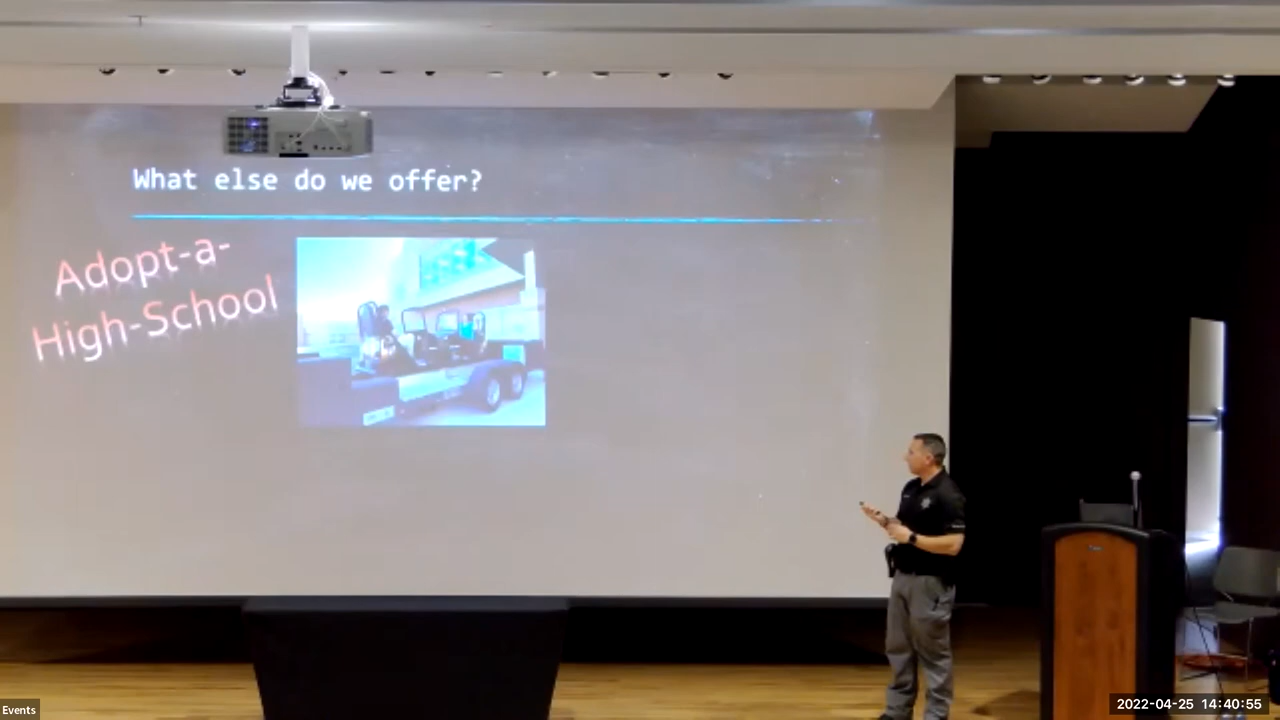 What else do we offer?
Adopt-a-
High-School
Events
2022-04-25 14:40:55